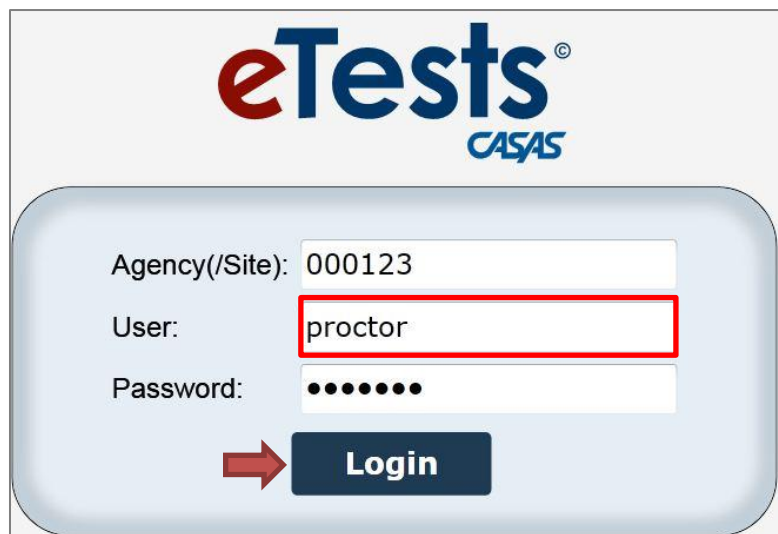 eTests©
CASAS
Agency(/Site): 000123
User: proctor
Password: •••••••
Login